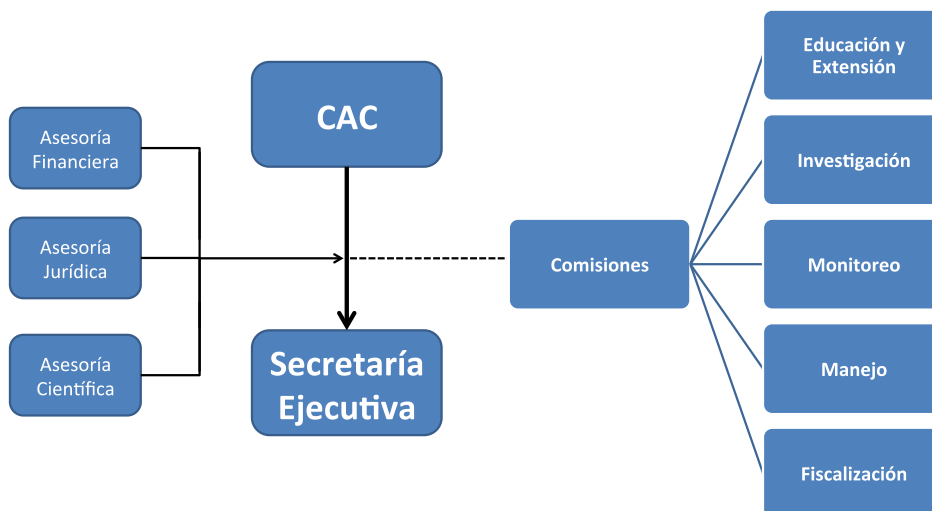 Asesoría
Financiera
Asesoría
Jurídica
Asesoría
Científica
CAC
Secretaría
Ejecutiva
Comisiones
Educación y
Extensión
Investigación
Monitoreo
Manejo
Fiscalización